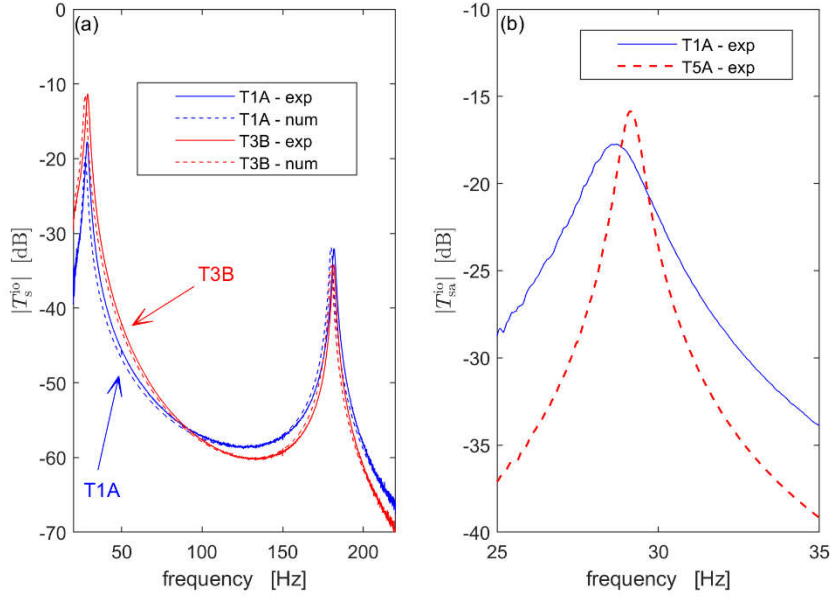 (a)
0
-10
-20
-30
-40
-50
-60
-70
|T_s^io| [dB]
T1A - exp
T1A - num
T3B - exp
T3B - num
T3B
T1A
50
100
150
200
frequency [Hz]
(b)
-10
-15
-20
-25
-30
-35
-40
|T_sa^io| [dB]
T1A - exp
T5A - exp
25
30
35
frequency [Hz]